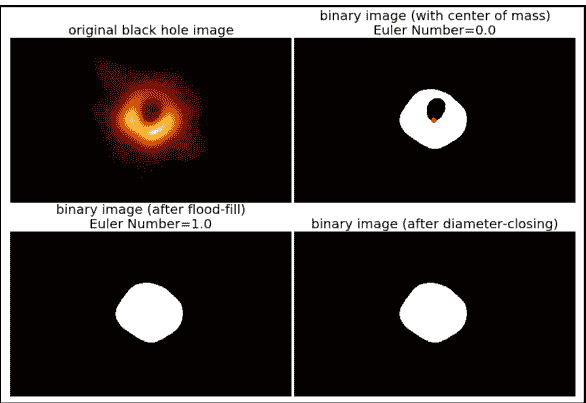 original black hole image
binary image (with center of mass)
Euler Number=0.0
binary image (after flood-fill)
Euler Number=1.0
binary image (after diameter-closing)